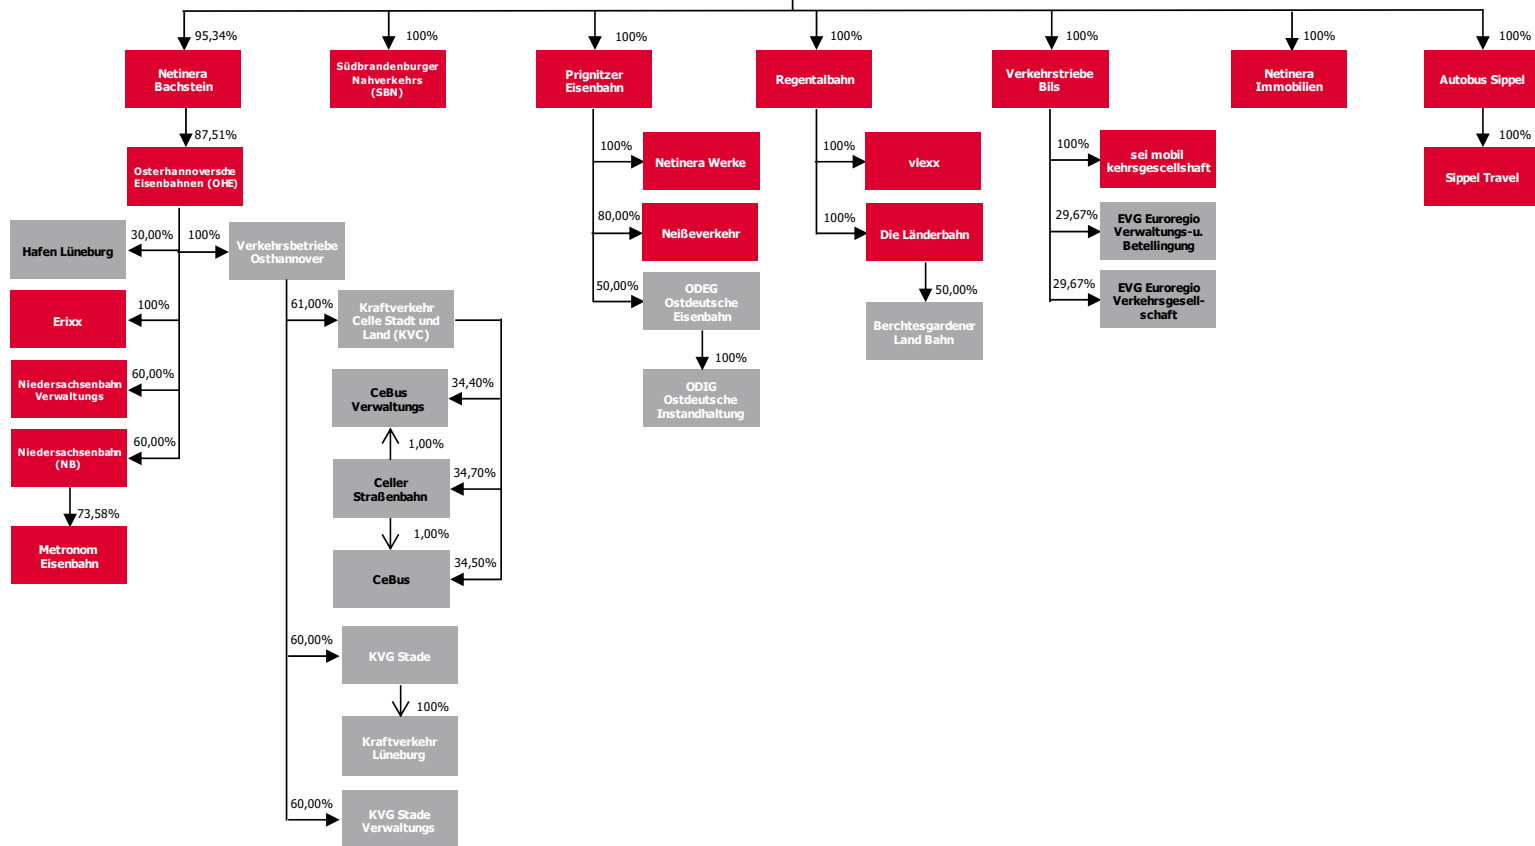 95,34%
100%
100%
100%
100%
100%
100%
Netinera
Bachstein
Südbrandenburger
Nahverkehrs
(SBN)
Prignitzer
Eisenbahn
Regentalbahn
Verkehrstriebe
Bils
Netinera
Immobilien
Autobus Sippel
87,51%
Osterhannoversche
Eisenbahnen (OHE)
100%
Netinera Werke
100%
vlexx
100%
sei mobil
kehrsgescellshaft
100%
Sippel Travel
Hafen Lüneburg
30,00%
100%
Verkehrsbetriebe
Osthannover
80,00%
Neißeverkehr
100%
Die Länderbahn
29,67%
EVG Euroregio
Verwaltungs-u.
Betellingung
Erixx
100%
61,00%
Kraftverkehr
Celle Stadt und
Land (KVC)
50,00%
ODEG
Ostdeutsche
Eisenbahn
50,00%
Berchtesgardener
Land Bahn
29,67%
EVG Euroregio
Verkehrsgesell-
schaft
Niedersachsenbahn
Verwaltungs
60,00%
CeBus
Verwaltungs
34,40%
100%
ODIG
Ostdeutsche
Instandhaltung
Niedersachsenbahn
(NB)
60,00%
1,00%
Celler
Straßenbahn
34,70%
73,58%
Metronom
Eisenbahn
1,00%
CeBus
34,50%
60,00%
KVG Stade
100%
Kraftverkehr
Lüneburg
60,00%
KVG Stade
Verwaltungs